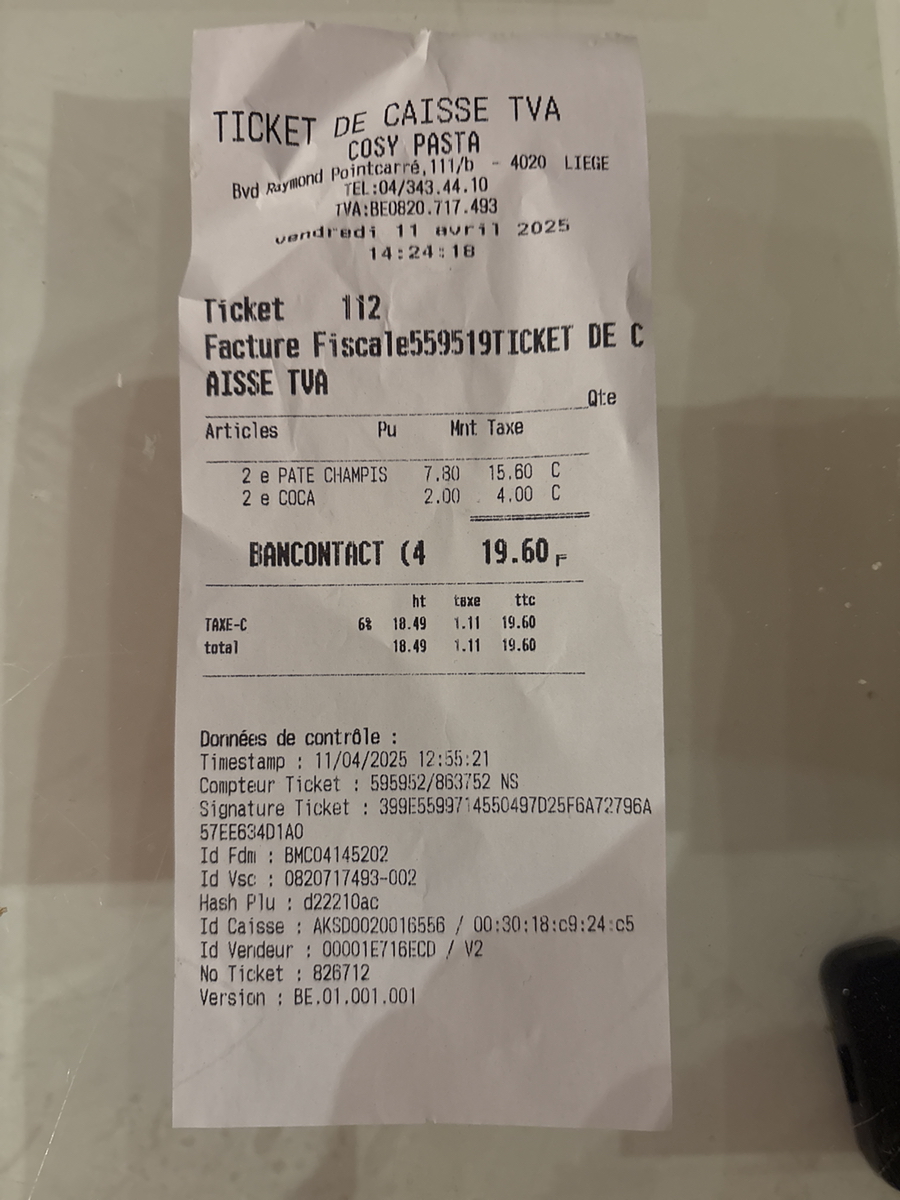 TICKET DE CAISSE TVA
COSY PASTA
Bvd Raymond Pointcarré,111/b - 4020 LIEGE
TEL:04/343.44.10
TVA:BE0820.717.493
vendredi 11 avril 2025
14:24:18
Ticket 112
Facture Fiscale559519TICKET DE C
AISSE TVA
Qte
Articles Pu Mnt Taxe
2 e PATE CHAMPIS 7.80 15.60 C
2 e COCA 2.00 4.00 C
BANCONTACT (4 19.60 F
ht taxe ttc
TAXE-C 6% 18.49 1.11 19.60
total 18.49 1.11 19.60
Données de contrôle :
Timestamp : 11/04/2025 12:55:21
Compteur Ticket : 595952/863752 NS
Signature Ticket : 399E5599714550497D25F6A72796A
57EE634D1A0
Id Fdm : BMC04145202
Id Vsc : 0820717493-002
Hash Plu : d22210ac
Id Caisse : AKSD0020016556 / 00:30:18:c9:24:c5
Id Vendeur : 00001E716ECD / V2
No Ticket : 826712
Version : BE.01.001.001